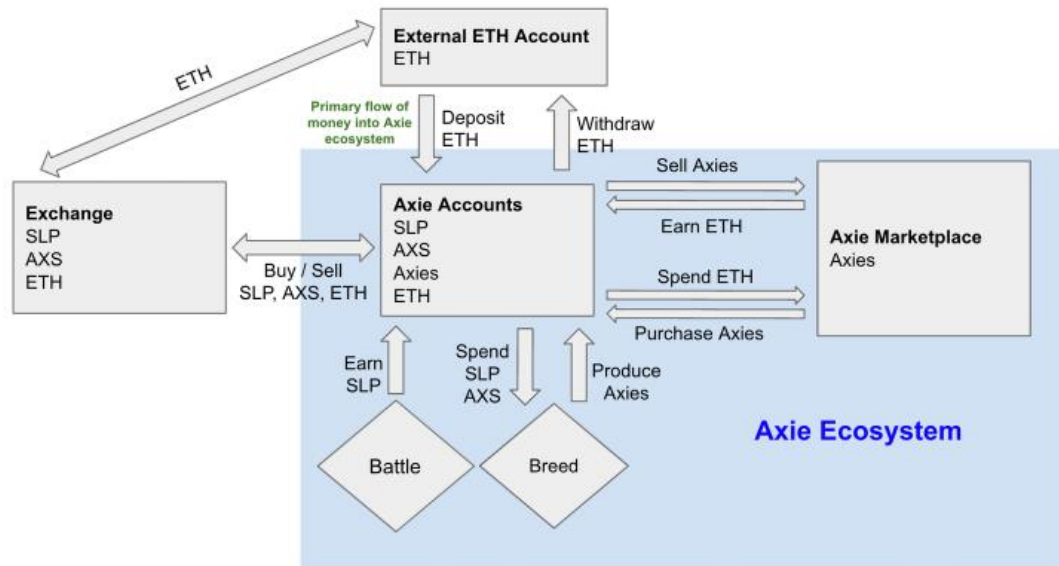 External ETH Account
ETH
ETH
Primary flow of
money into Axie
ecosystem
Deposit
ETH
Withdraw
ETH
Exchange
SLP
AXS
ETH
Buy / Sell
SLP, AXS, ETH
Axie Accounts
SLP
AXS
Axies
ETH
Sell Axies
Earn ETH
Spend ETH
Purchase Axies
Axie Marketplace
Axies
Earn
SLP
Spend
SLP
AXS
Produce
Axies
Battle
Breed
Axie Ecosystem